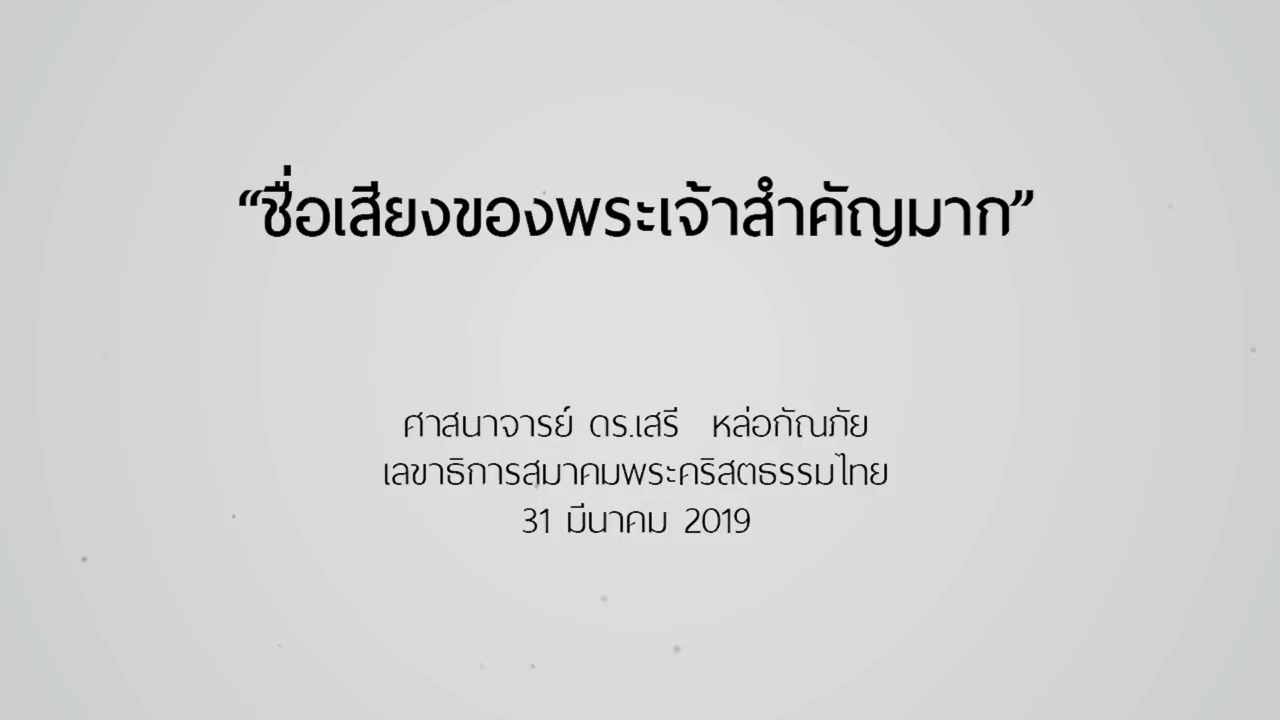 “ชื่อเสียงของพระเจ้าสำคัญมาก”
ศาสนาจารย์ ดร.เสรี  หล่อกัณภัย
เลขาธิการสมาคมพระคริสตธรรมไทย
31 มีนาคม 2019